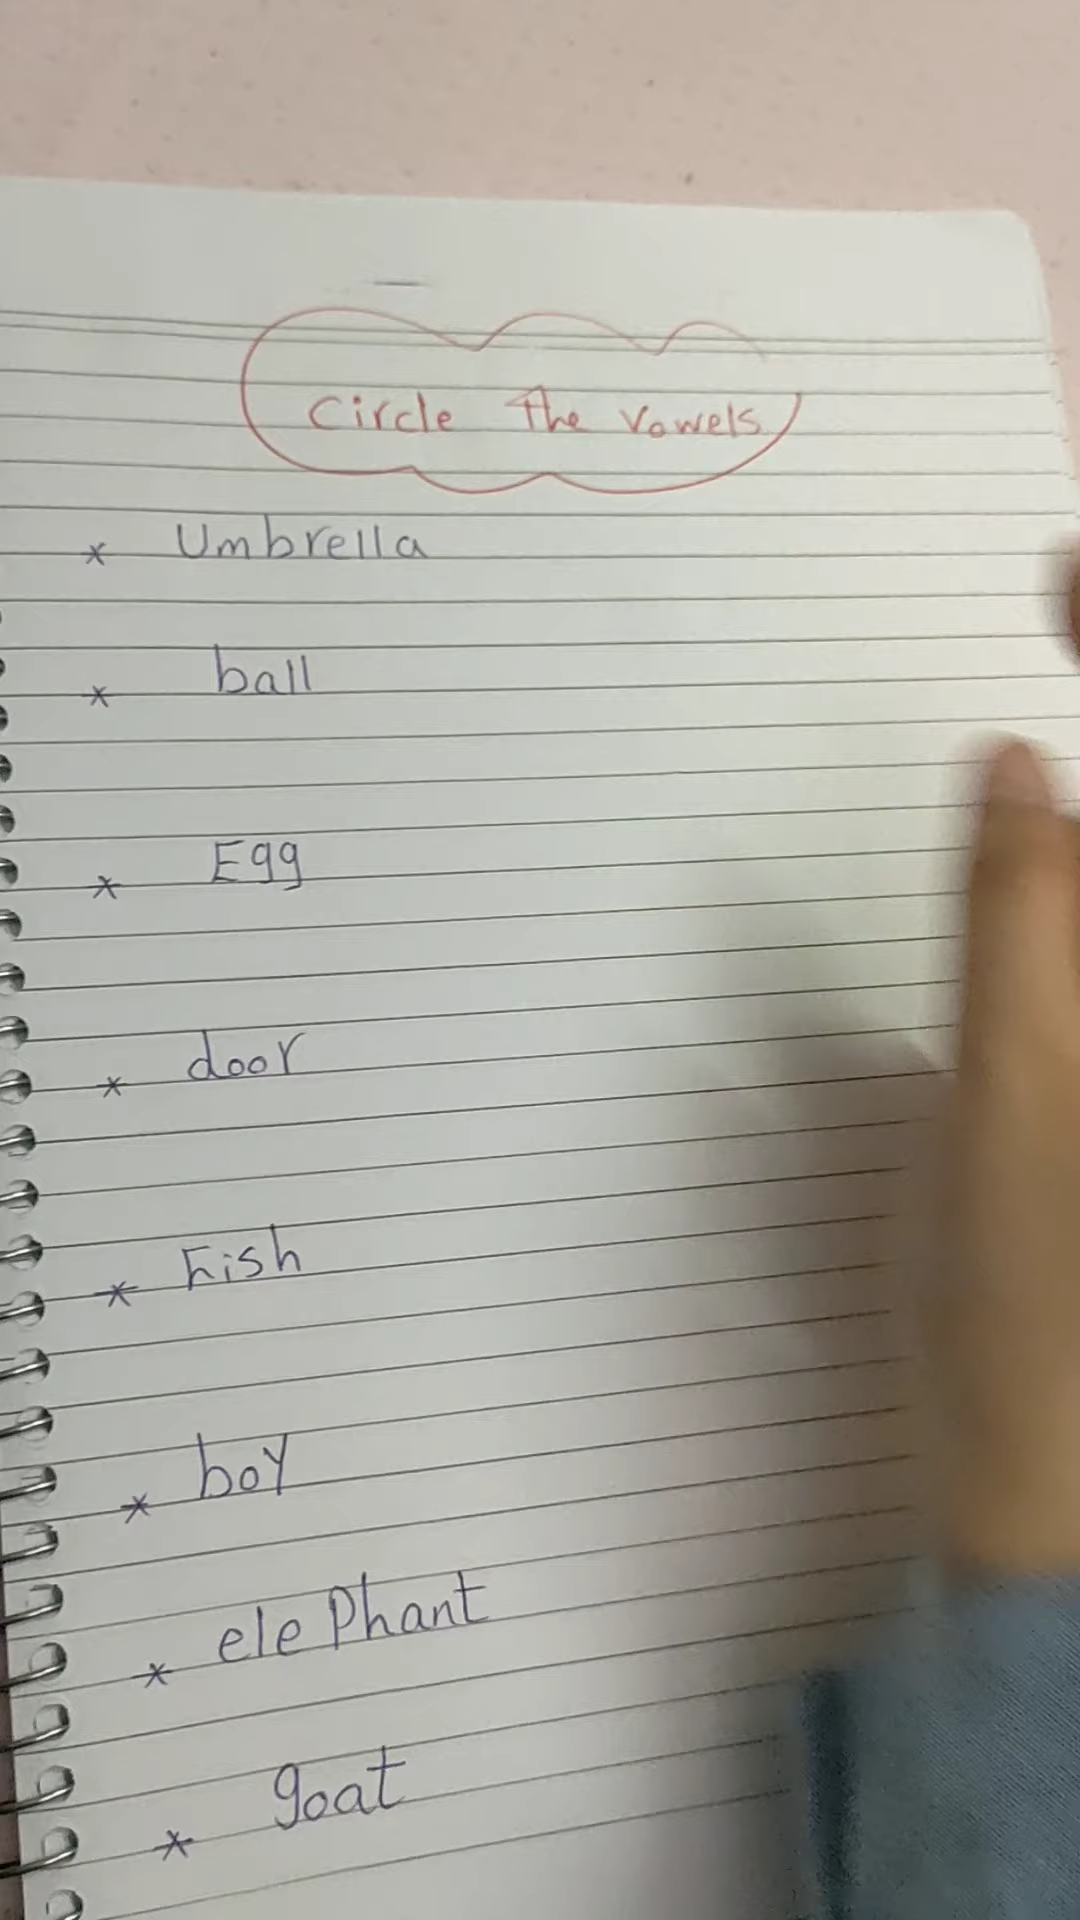 Circle The Vowels
* Umbrella
* ball
* Egg
* door
* Fish
* boy
* elePhant
* goat